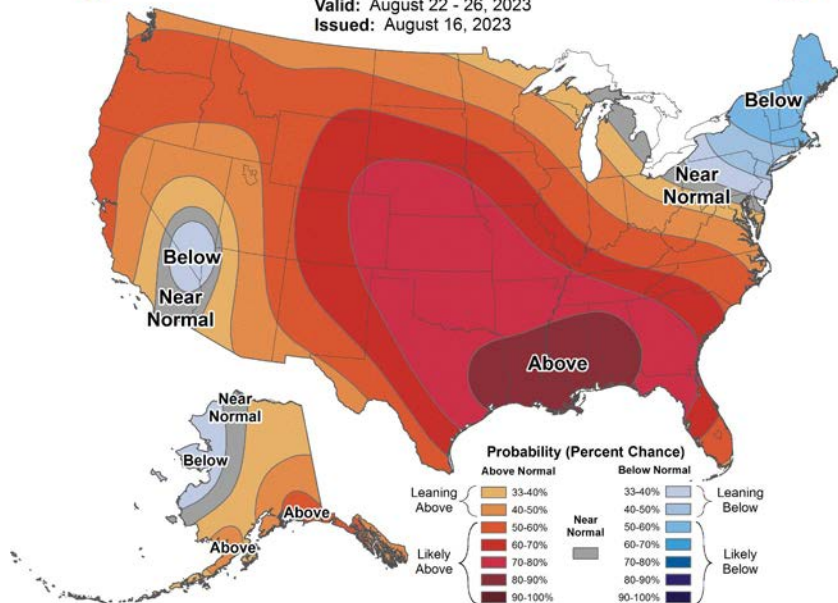 Valid: August 22 - 26, 2023
Issued: August 16, 2023
Below
Near
Normal
Below
Near
Normal
Above
Near
Normal
Below
Above
Above
Probability (Percent Chance)
Above Normal
Below Normal
Leaning
Above
33-40%
40-50%
Likely
Above
50-60%
60-70%
70-80%
80-90%
90-100%
Near
Normal
33-40%
40-50%
Leaning
Below
50-60%
60-70%
70-80%
80-90%
90-100%
Likely
Below